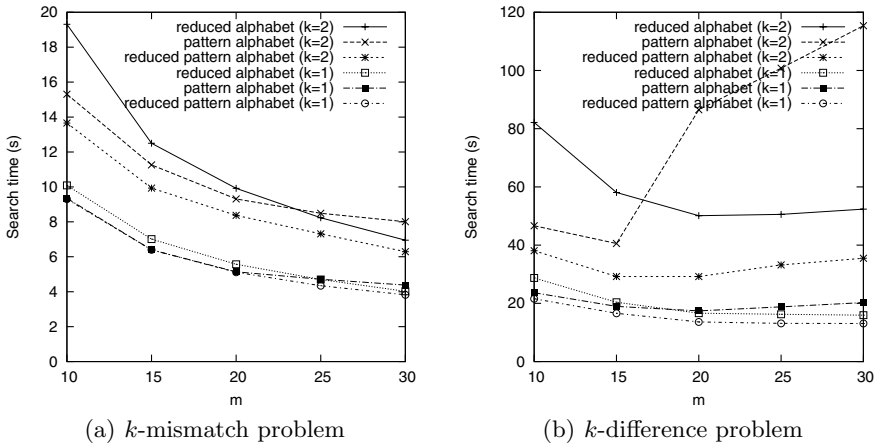 20
18
16
14
12
10
8
6
4
2
0
Search time (s)
10 15 20 25 30
m
reduced alphabet (k=2)
pattern alphabet (k=2)
reduced pattern alphabet (k=2)
reduced alphabet (k=1)
pattern alphabet (k=1)
reduced pattern alphabet (k=1)
(a) k-mismatch problem
120
100
80
60
40
20
0
Search time (s)
10 15 20 25 30
m
reduced alphabet (k=2)
pattern alphabet (k=2)
reduced pattern alphabet (k=2)
reduced alphabet (k=1)
pattern alphabet (k=1)
reduced pattern alphabet (k=1)
(b) k-difference problem